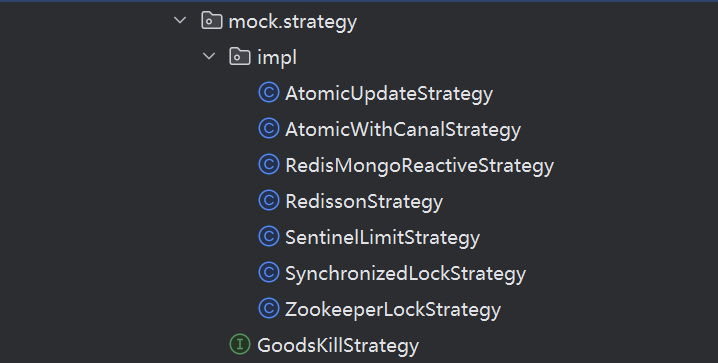 mock.strategy
impl
C AtomicUpdateStrategy
C AtomicWithCanalStrategy
C RedisMongoReactiveStrategy
C RedissonStrategy
C SentinelLimitStrategy
C SynchronizedLockStrategy
C ZookeeperLockStrategy
I GoodsKillStrategy